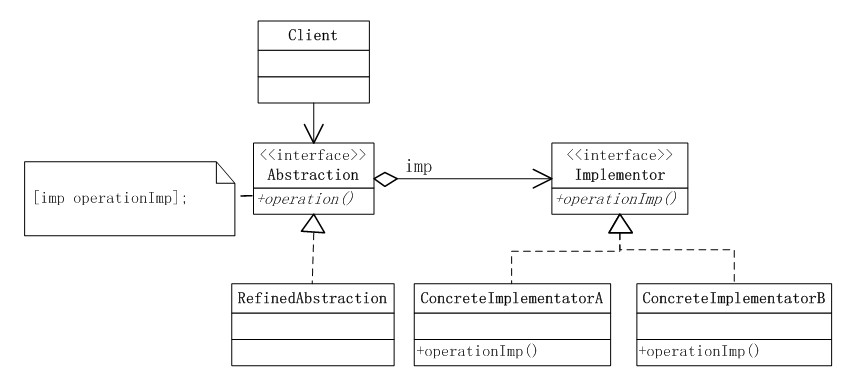 Client
<<interface>>
Abstraction
+operation()
imp
<<interface>>
Implementor
+operationImp()
[imp operationImp];
RefinedAbstraction
ConcreteImplementatorA
+operationImp()
ConcreteImplementatorB
+operationImp()